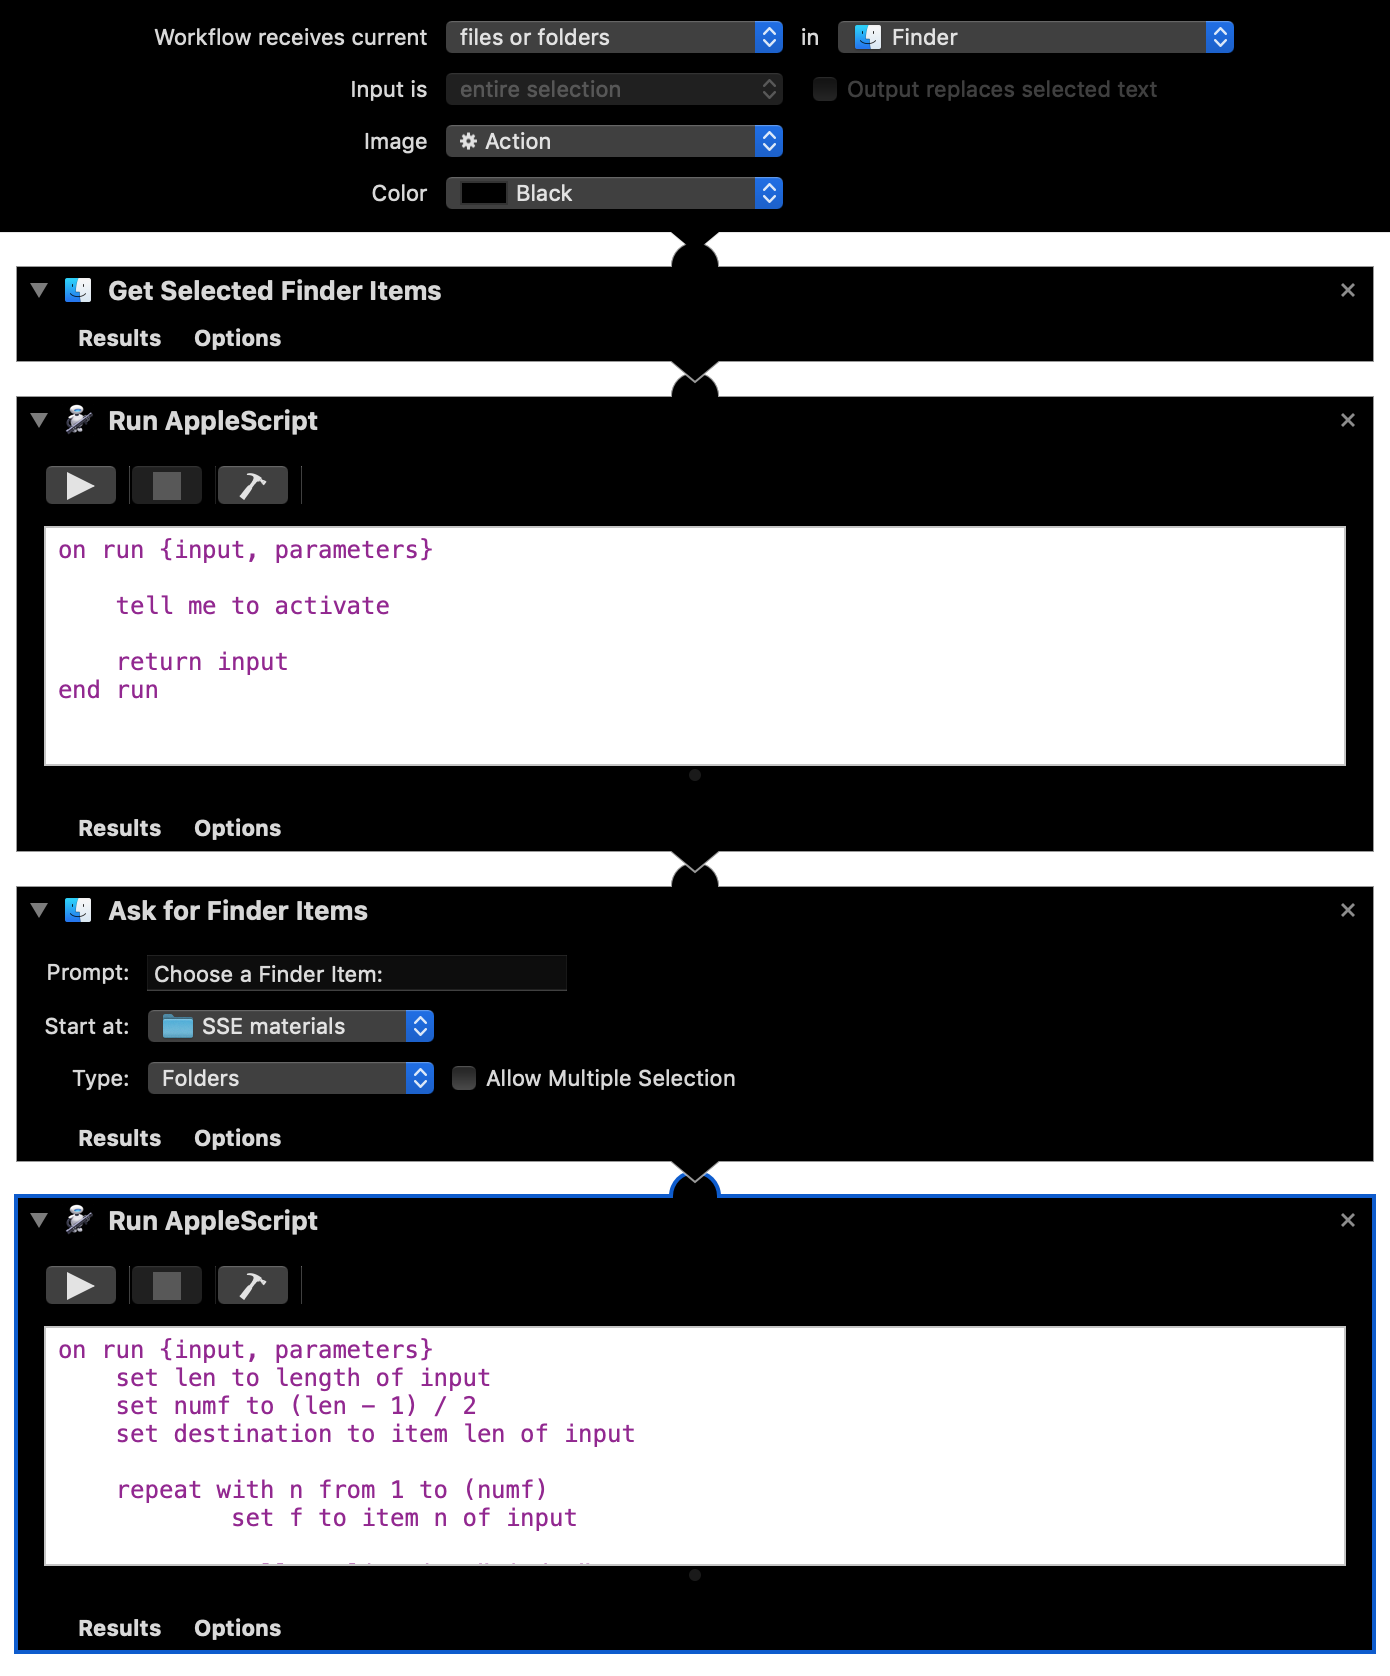 Workflow receives current files or folders in Finder
Input is entire selection Output replaces selected text
Image Action
Color Black
Get Selected Finder Items
Results Options
Run AppleScript
on run {input, parameters}
tell me to activate
return input
end run
Results Options
Ask for Finder Items
Prompt: Choose a Finder Item:
Start at: SSE materials
Type: Folders Allow Multiple Selection
Results Options
Run AppleScript
on run {input, parameters}
set len to length of input
set numf to (len - 1) / 2
set destination to item len of input
repeat with n from 1 to (numf)
set f to item n of input
Results Options